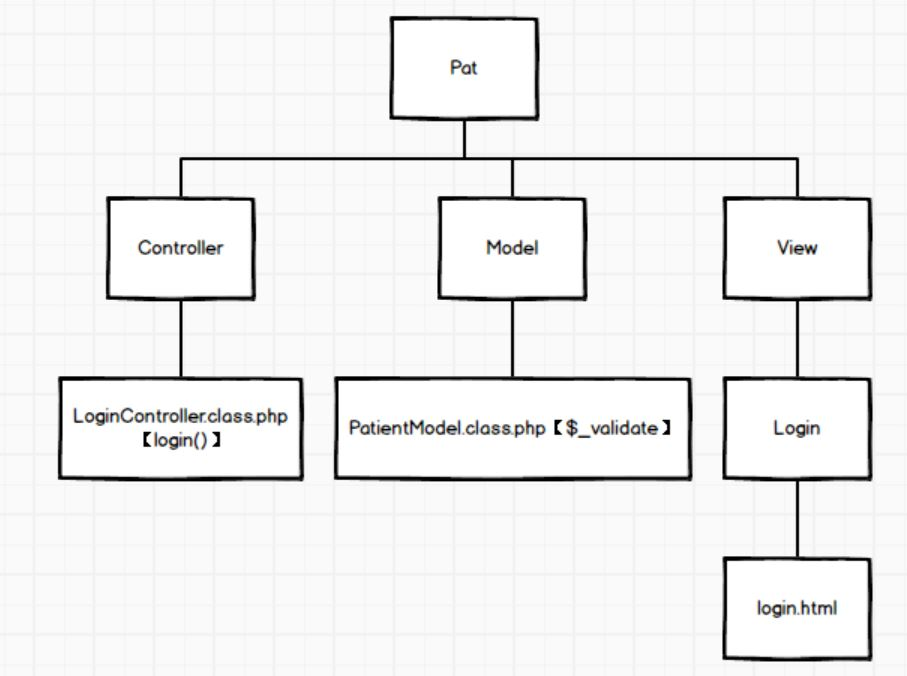 Pat
Controller
Model
View
LoginController.class.php
【login()】
PatientModel.class.php【$_validate】
Login
login.html